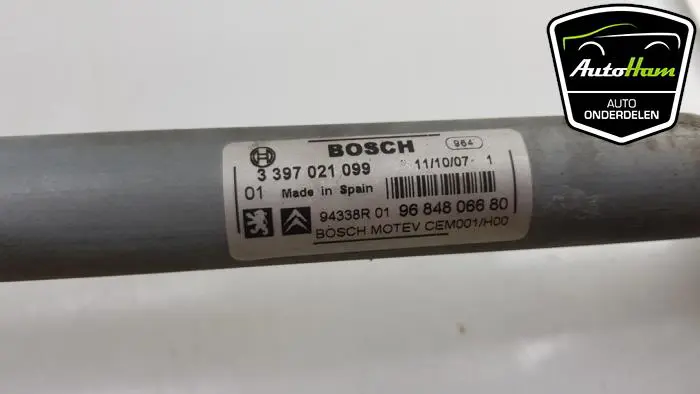 AutoHam
AUTO
ONDERDELEN
BOSCH 964
3 397 021 099 11/10/07 1
01 Made in Spain
94338R 01 96 848 066 80
BOSCH MOTEV CEM001/H00